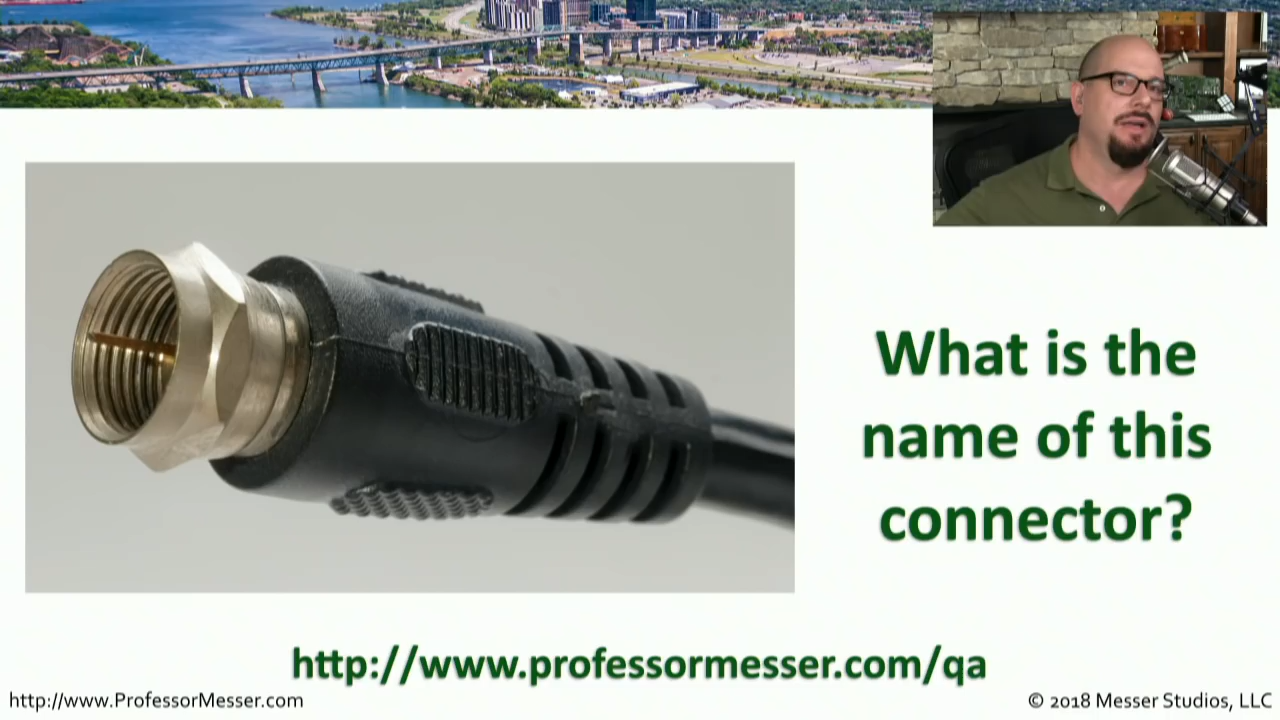 What is the
name of this
connector?
http://www.professormesser.com/qa
http://www.ProfessorMesser.com
© 2018 Messer Studios, LLC